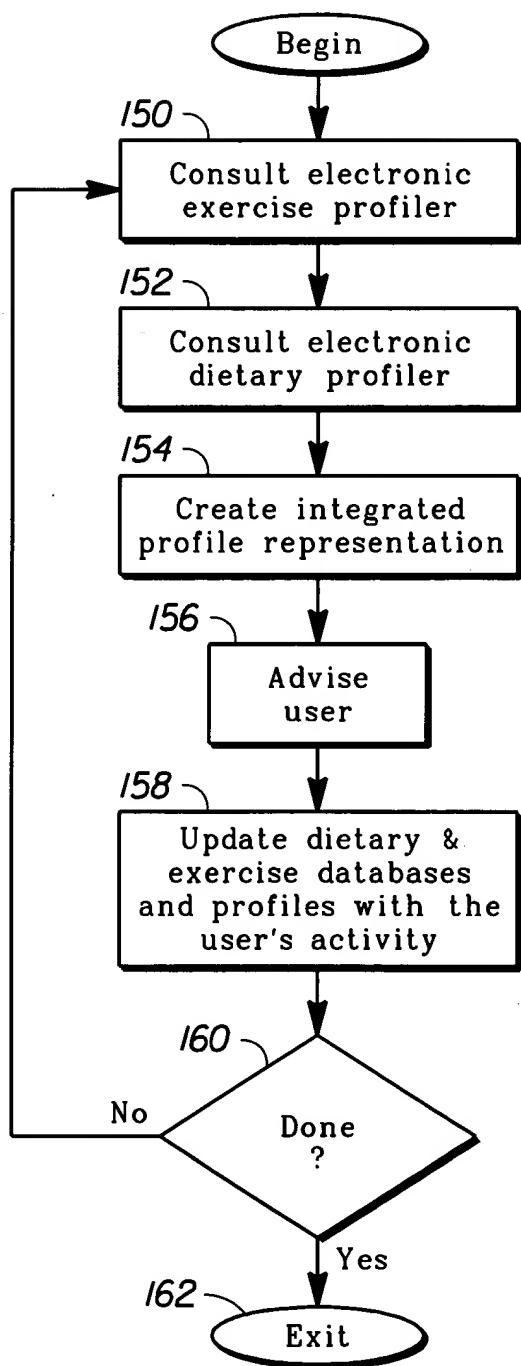 Begin
150
Consult electronic
exercise profiler
152
Consult electronic
dietary profiler
154
Create integrated
profile representation
156
Advise
user
158
Update dietary &
exercise databases
and profiles with the
user's activity
160
No
Done
?
Yes
162
Exit